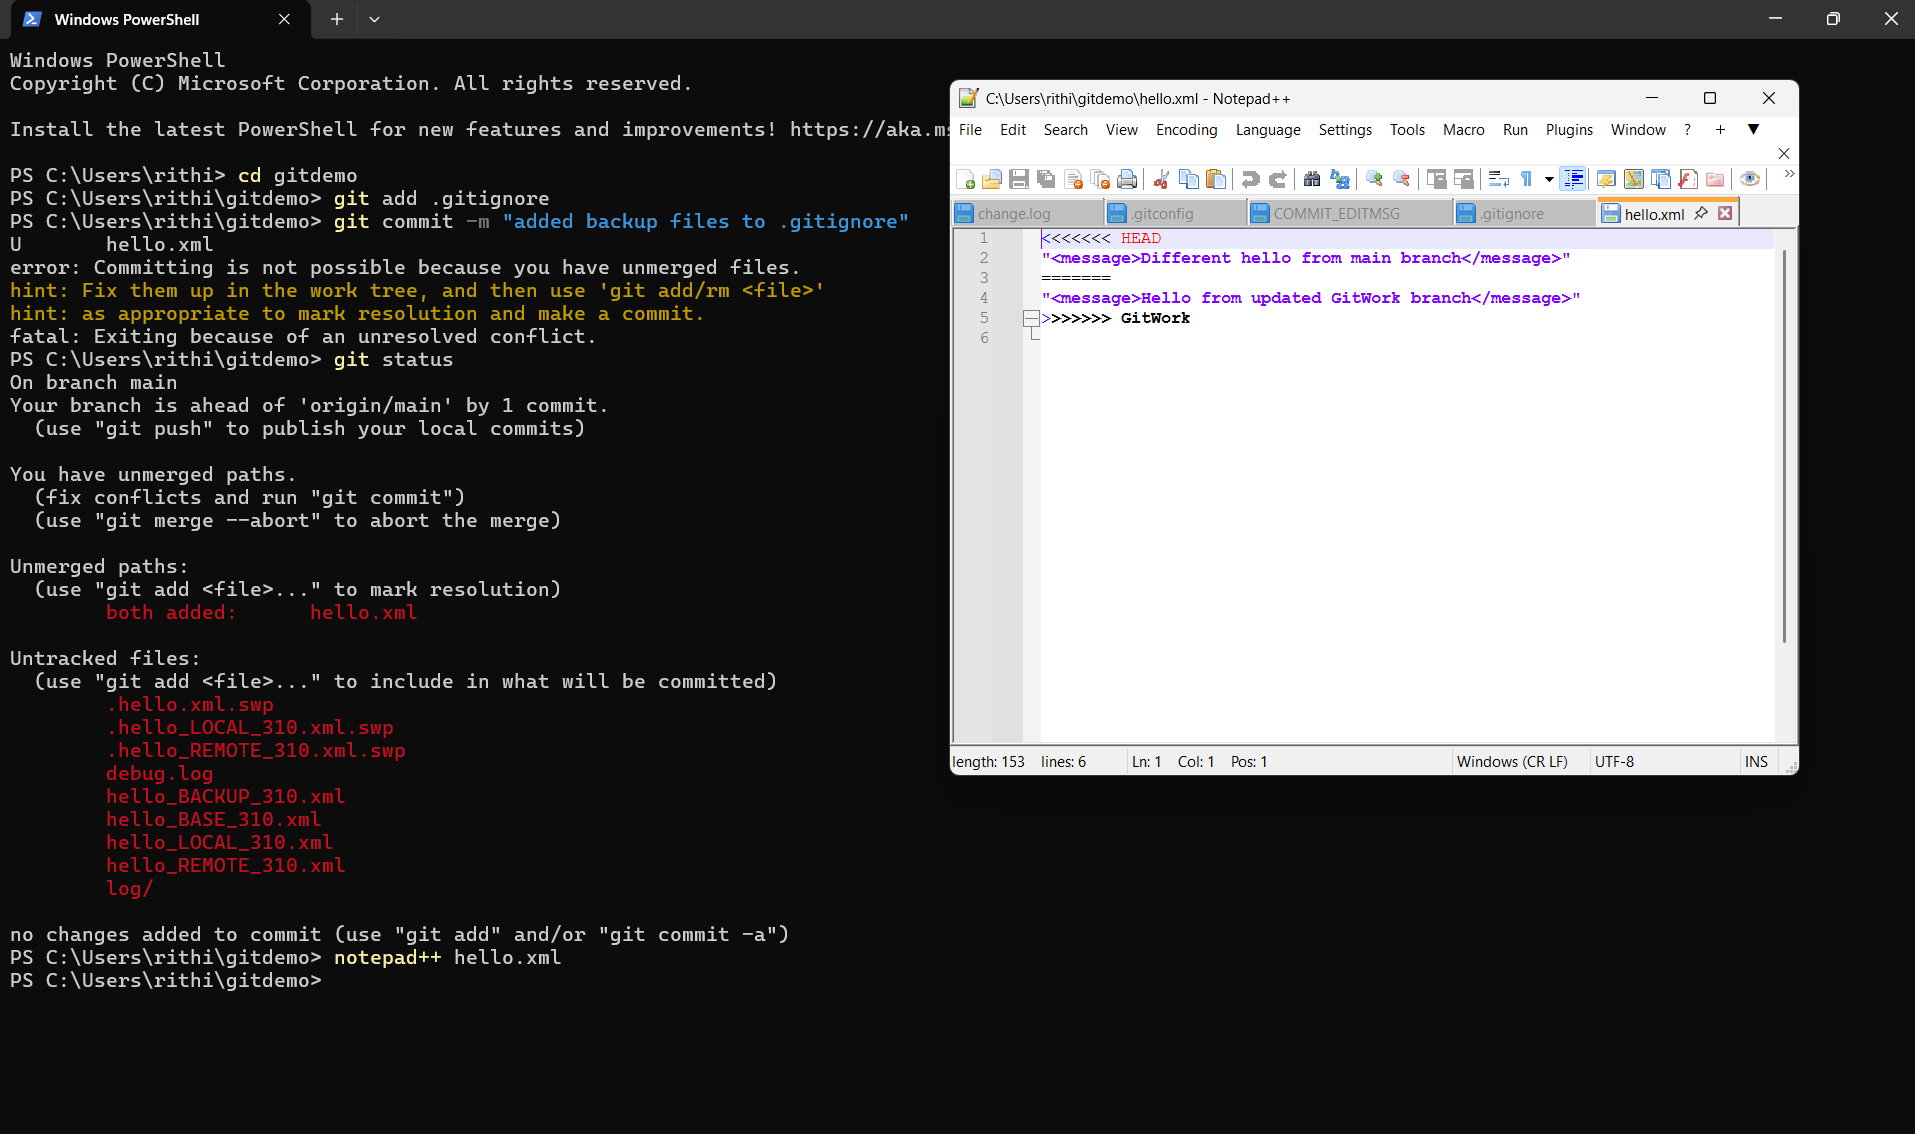 Windows PowerShell
Windows PowerShell
Copyright (C) Microsoft Corporation. All rights reserved.
Install the latest PowerShell for new features and improvements! https://aka.ms
PS C:\Users\rithi> cd gitdemo
PS C:\Users\rithi\gitdemo> git add .gitignore
PS C:\Users\rithi\gitdemo> git commit -m "added backup files to .gitignore"
U       hello.xml
error: Committing is not possible because you have unmerged files.
hint: Fix them up in the work tree, and then use 'git add/rm <file>'
hint: as appropriate to mark resolution and make a commit.
fatal: Exiting because of an unresolved conflict.
PS C:\Users\rithi\gitdemo> git status
On branch main
Your branch is ahead of 'origin/main' by 1 commit.
  (use "git push" to publish your local commits)
You have unmerged paths.
  (fix conflicts and run "git commit")
  (use "git merge --abort" to abort the merge)
Unmerged paths:
  (use "git add <file>..." to mark resolution)
        both added:      hello.xml
Untracked files:
  (use "git add <file>..." to include in what will be committed)
        .hello.xml.swp
        .hello_LOCAL_310.xml.swp
        .hello_REMOTE_310.xml.swp
        debug.log
        hello_BACKUP_310.xml
        hello_BASE_310.xml
        hello_LOCAL_310.xml
        hello_REMOTE_310.xml
        log/
no changes added to commit (use "git add" and/or "git commit -a")
PS C:\Users\rithi\gitdemo> notepad++ hello.xml
PS C:\Users\rithi\gitdemo>
C:\Users\rithi\gitdemo\hello.xml - Notepad++
File Edit Search View Encoding Language Settings Tools Macro Run Plugins Window ? + ▼
change.log .gitconfig COMMIT_EDITMSG .gitignore hello.xml
1 <<<<<<< HEAD
2 "<message>Different hello from main branch</message>"
3 =======
4 "<message>Hello from updated GitWork branch</message>"
5 >>>>>>> GitWork
6
length: 153 lines: 6 Ln: 1 Col: 1 Pos: 1 Windows (CR LF) UTF-8 INS